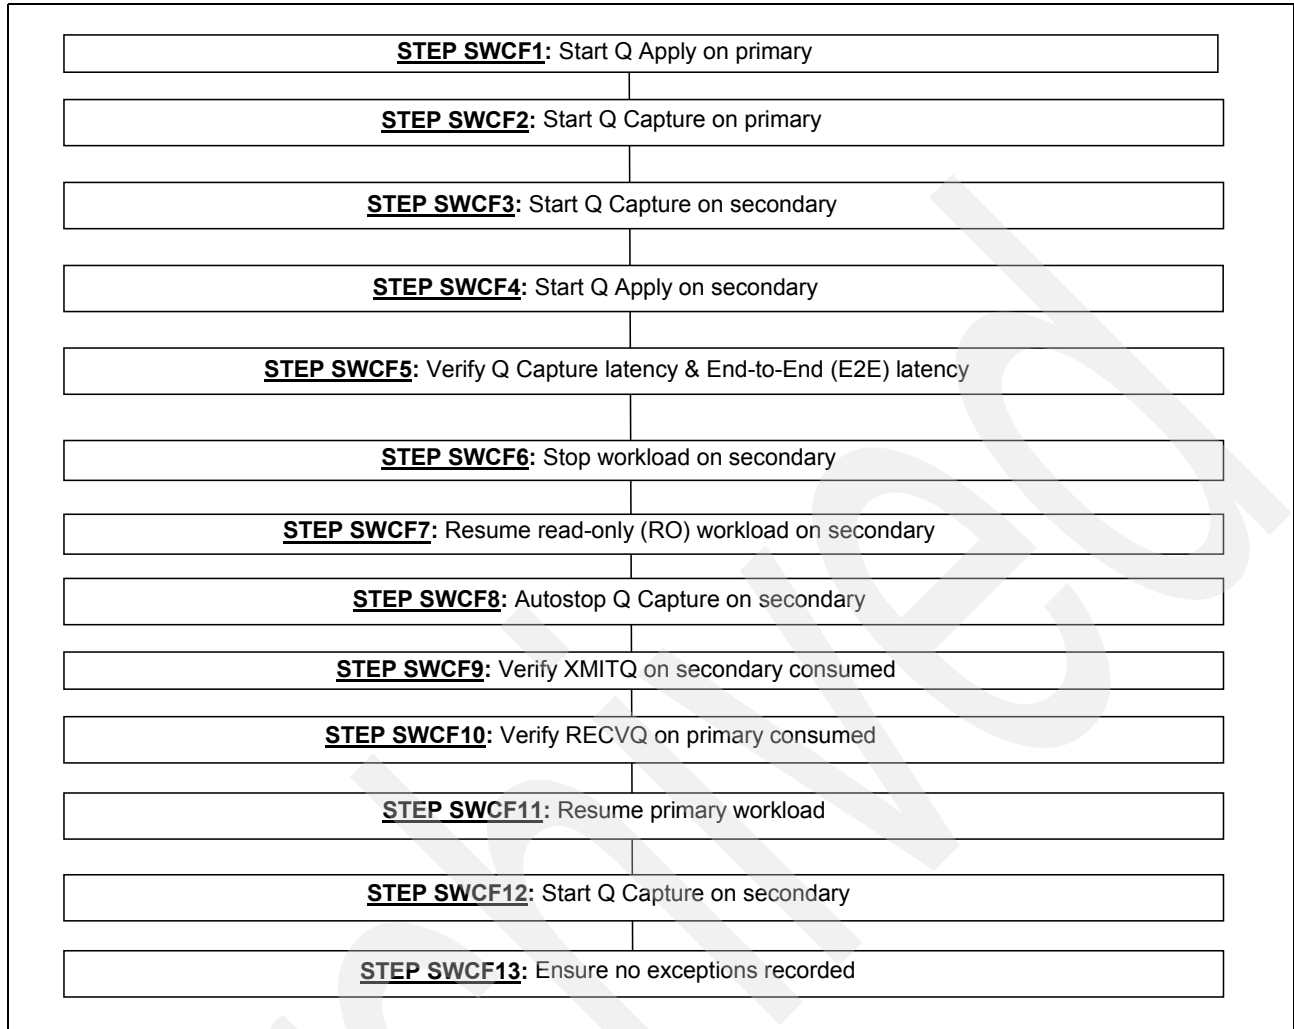 STEP SWCF1: Start Q Apply on primary
STEP SWCF2: Start Q Capture on primary
STEP SWCF3: Start Q Capture on secondary
STEP SWCF4: Start Q Apply on secondary
STEP SWCF5: Verify Q Capture latency & End-to-End (E2E) latency
STEP SWCF6: Stop workload on secondary
STEP SWCF7: Resume read-only (RO) workload on secondary
STEP SWCF8: Autostop Q Capture on secondary
STEP SWCF9: Verify XMITQ on secondary consumed
STEP SWCF10: Verify RECVQ on primary consumed
STEP SWCF11: Resume primary workload
STEP SWCF12: Start Q Capture on secondary
STEP SWCF13: Ensure no exceptions recorded